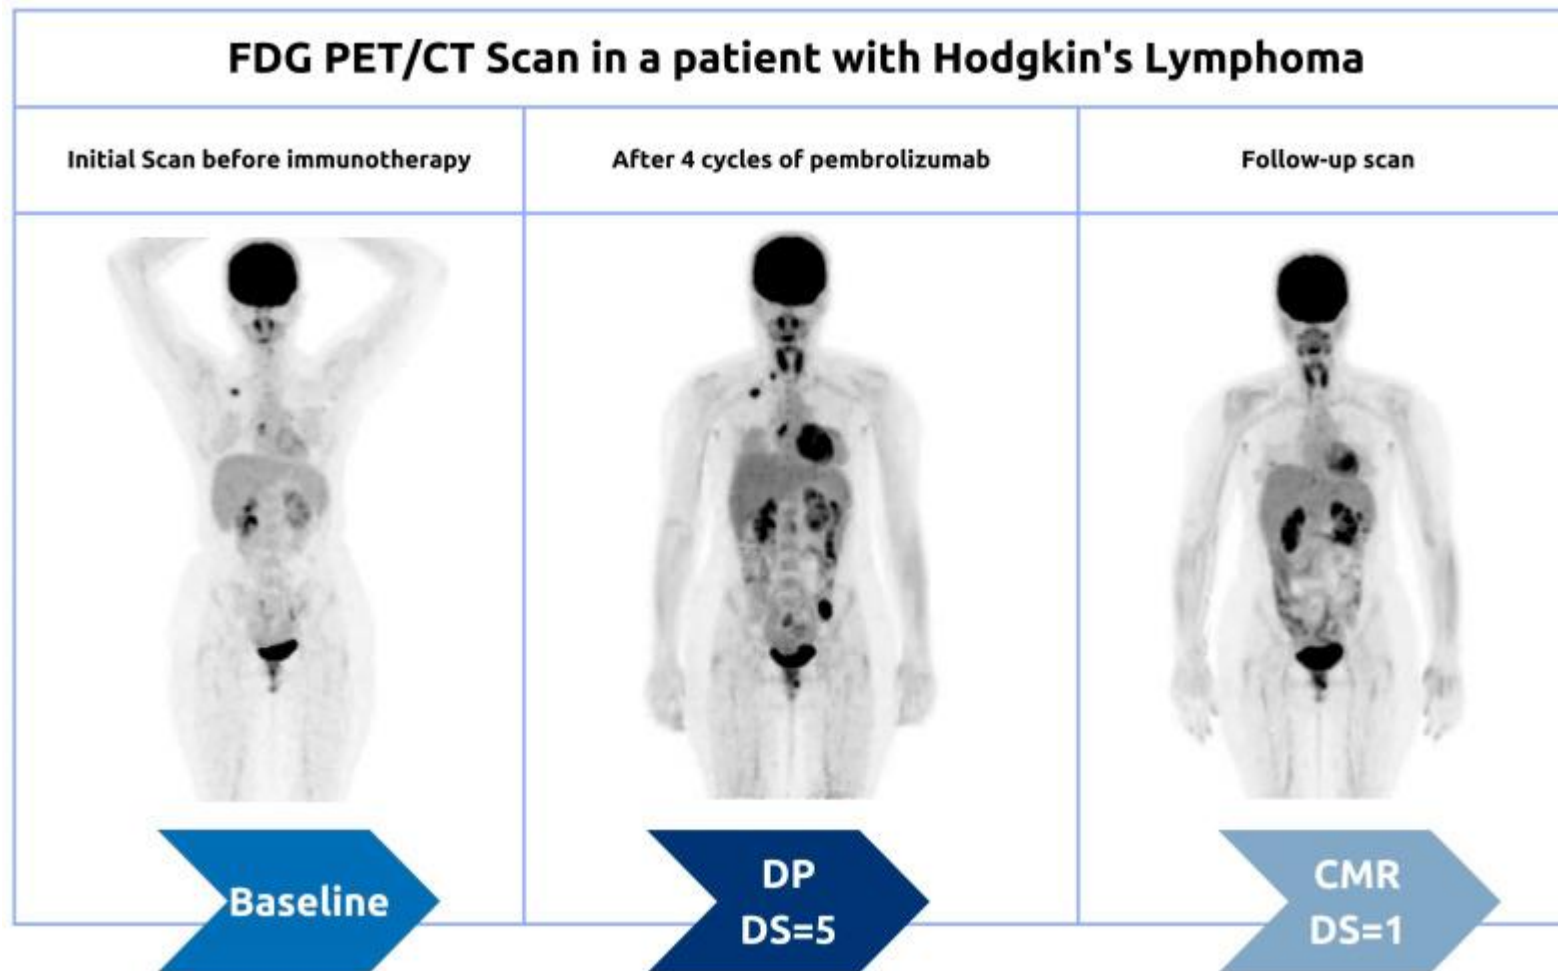 FDG PET/CT Scan in a patient with Hodgkin's Lymphoma
Initial Scan before immunotherapy
After 4 cycles of pembrolizumab
Follow-up scan
Baseline
DP
DS=5
CMR
DS=1